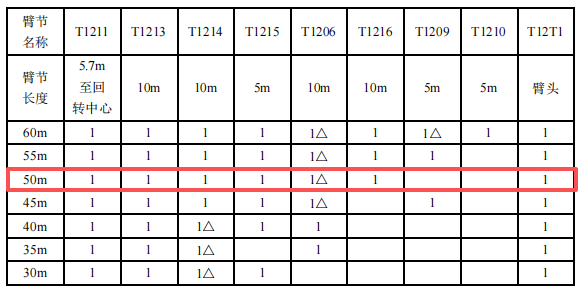 臂节名称 T1211 T1213 T1214 T1215 T1206 T1216 T1209 T1210 T12T1
臂节长度 5.7m至回转中心 10m 10m 5m 10m 10m 5m 5m 臂头
60m 1 1 1 1 1△ 1 1△ 1 1
55m 1 1 1 1 1△ 1 1 1
50m 1 1 1 1 1△ 1 1
45m 1 1 1 1 1△ 1 1
40m 1 1 1△ 1 1 1
35m 1 1 1△ 1 1
30m 1 1 1△ 1 1